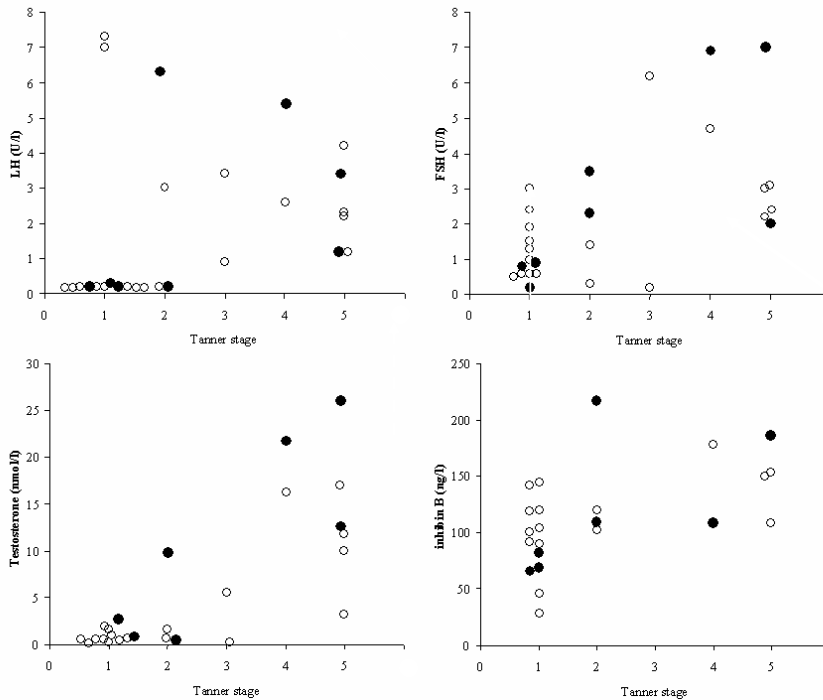 8
7
6
5
4
3
2
1
0
LH (U/l)
0 1 2 3 4 5
Tanner stage
8
7
6
5
4
3
2
1
0
FSH (U/l)
0 1 2 3 4 5
Tanner stage
30
25
20
15
10
5
0
Testosterone (nmol/l)
0 1 2 3 4 5
Tanner stage
250
200
150
100
50
0
inhibin B (ng/l)
0 1 2 3 4 5
Tanner stage